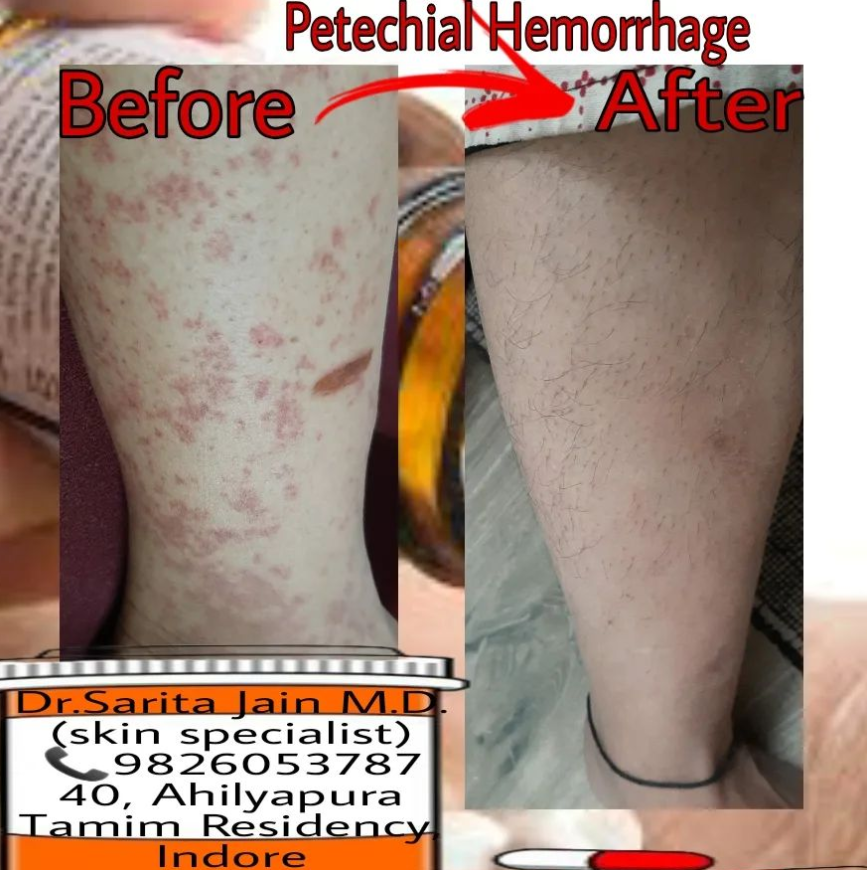 Petechial Hemorrhage
Before
After
Dr.Sarita Jain M.D.
(skin specialist)
9826053787
40, Ahilyapura
Tamim Residency,
Indore